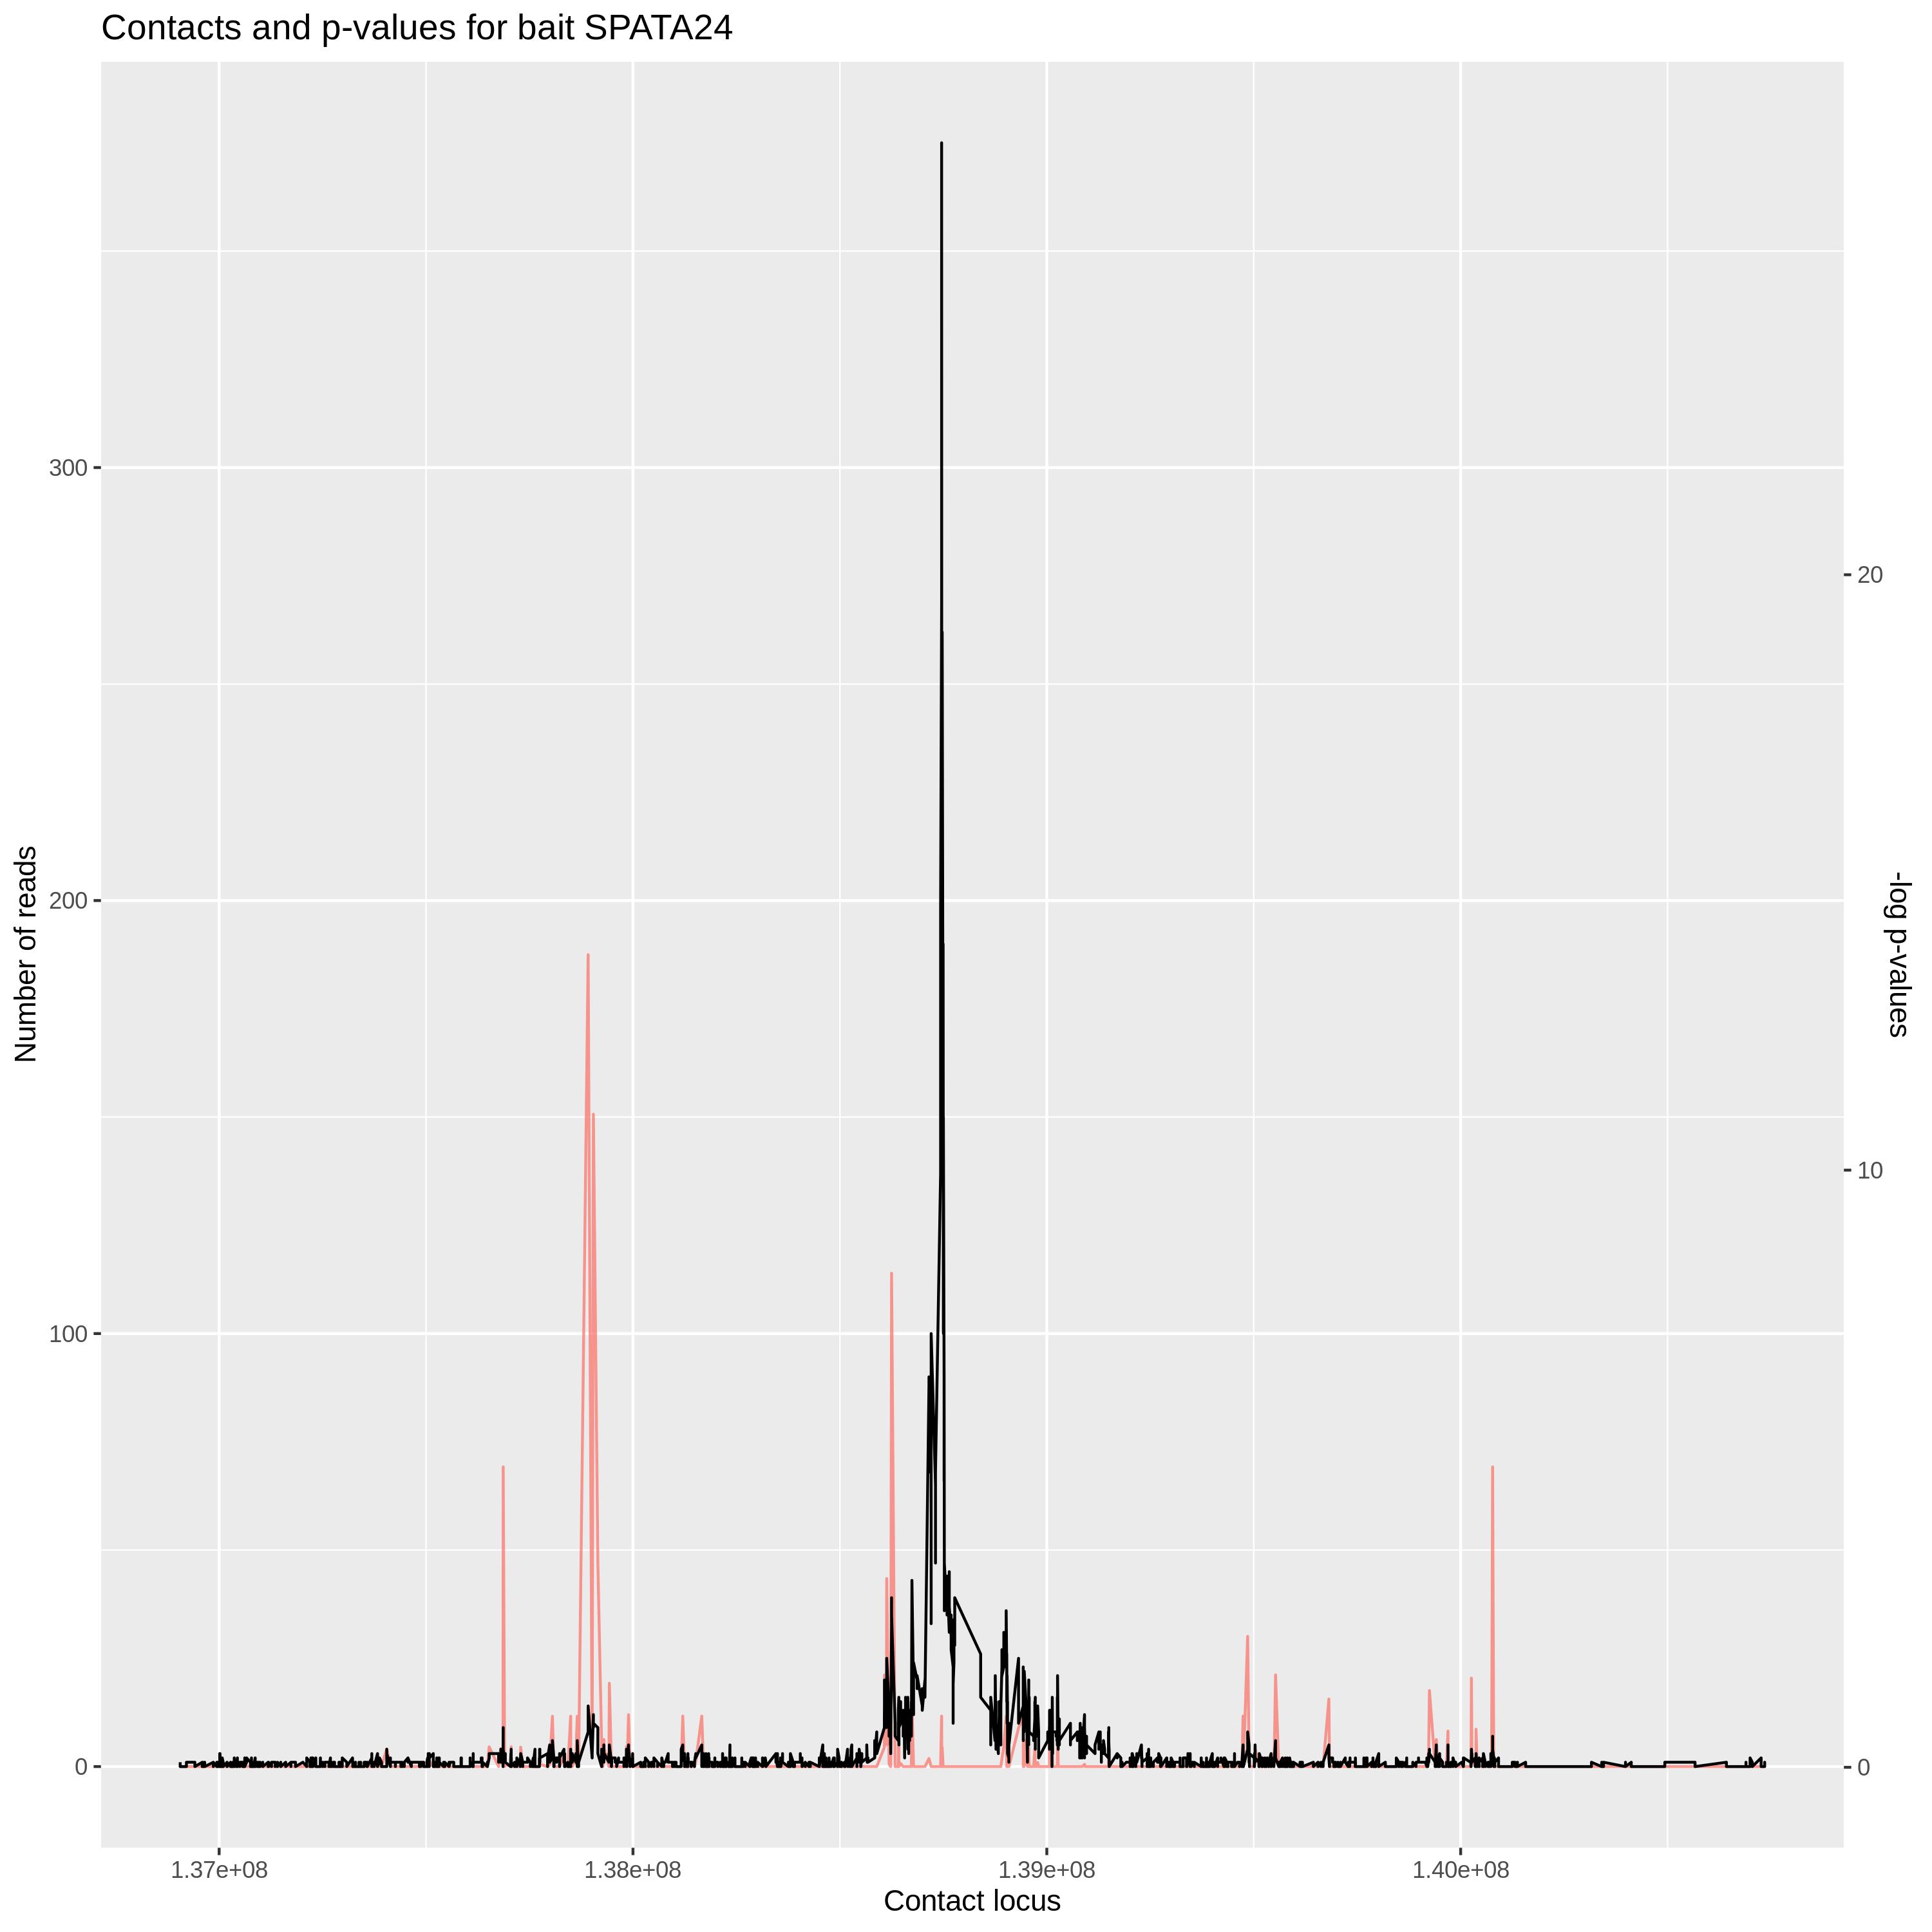 Contacts and p-values for bait SPATA24
Number of reads
300
200
100
0
20
10
0
-log p-values
1.37e+08
1.38e+08
1.39e+08
1.40e+08
Contact locus